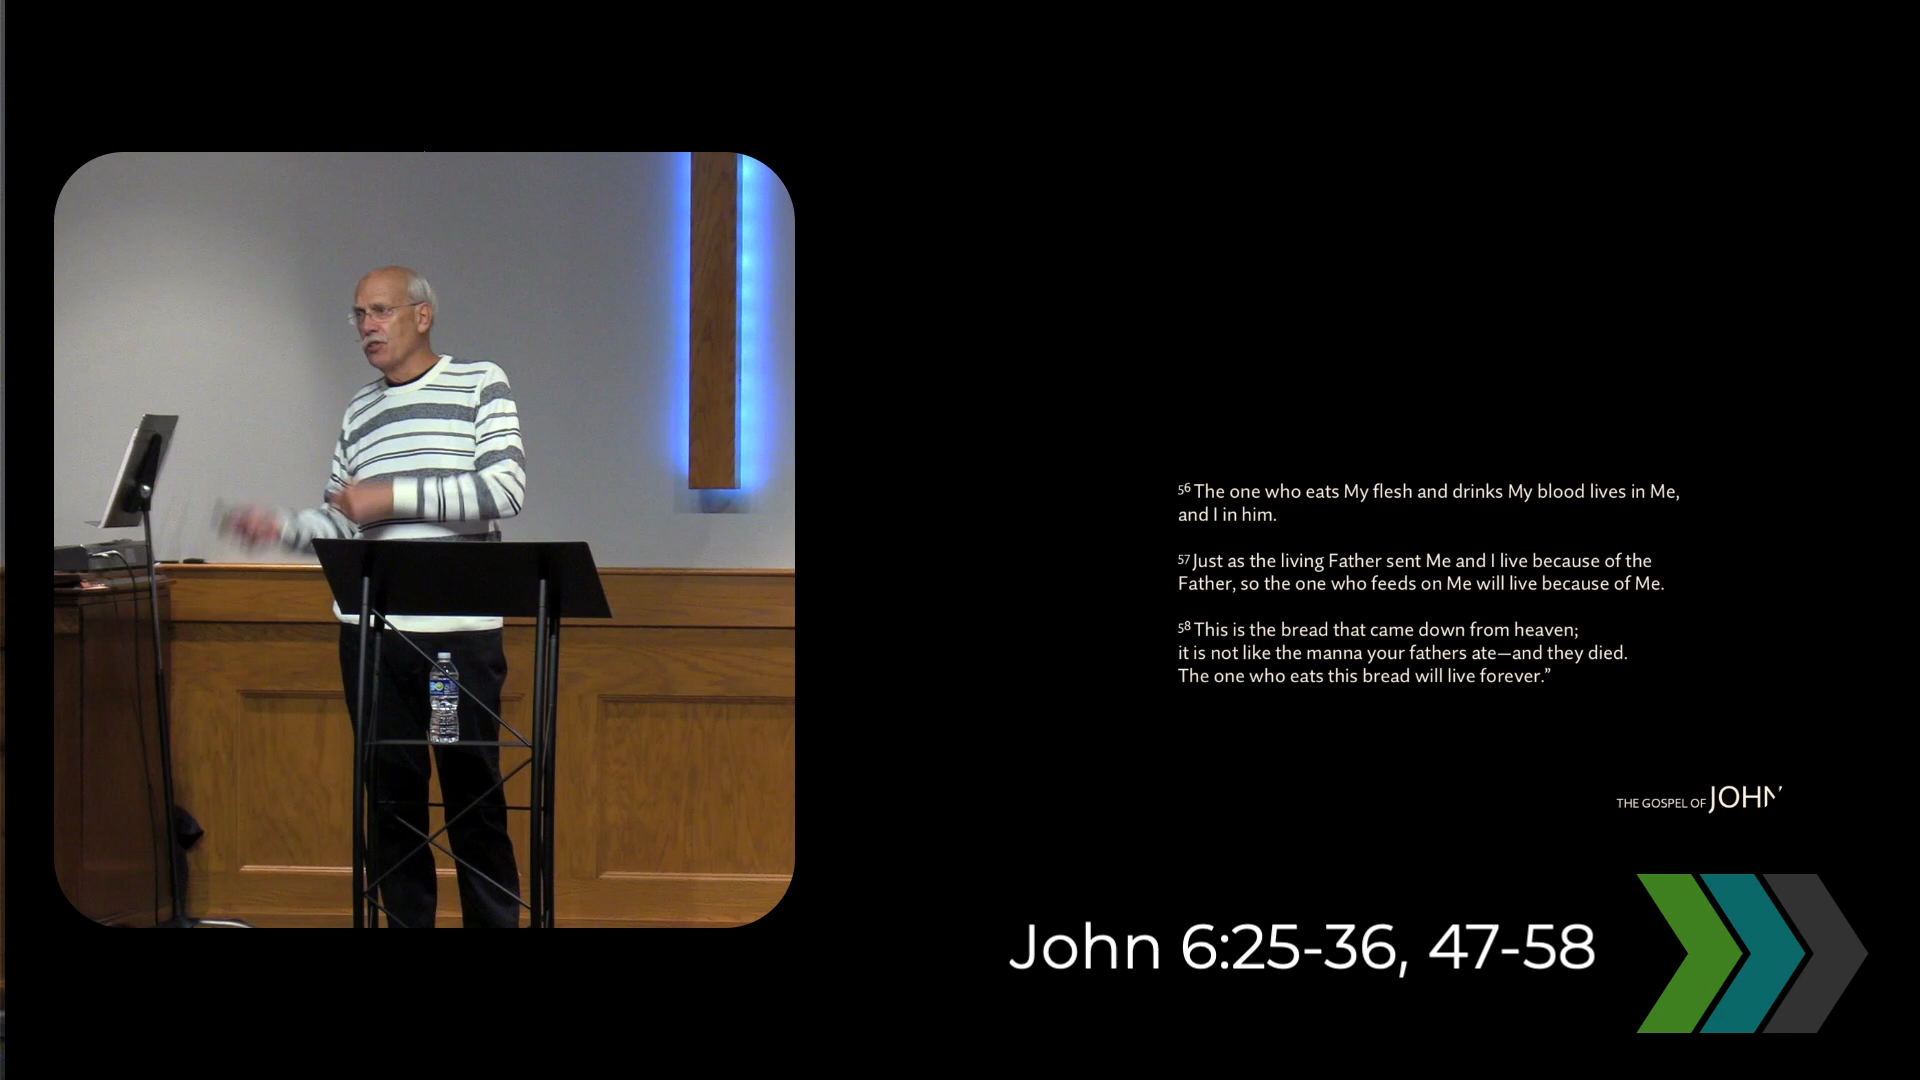 56 The one who eats My flesh and drinks My blood lives in Me,
and I in him.
57 Just as the living Father sent Me and I live because of the
Father, so the one who feeds on Me will live because of Me.
58 This is the bread that came down from heaven;
it is not like the manna your fathers ate—and they died.
The one who eats this bread will live forever.”
THE GOSPEL OF JOHN
John 6:25-36, 47-58